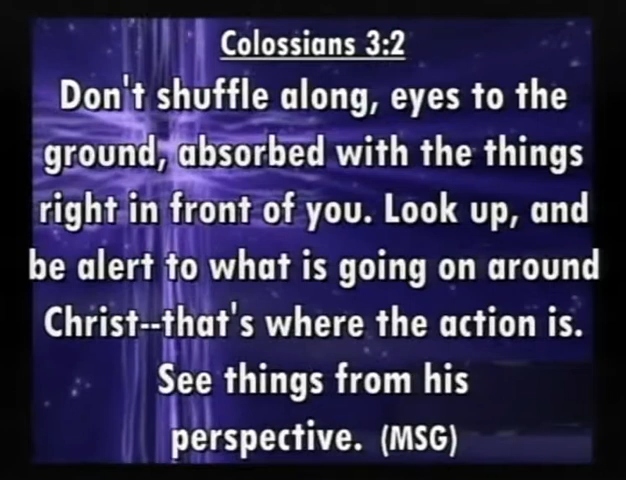 Colossians 3:2
Don't shuffle along, eyes to the
ground, absorbed with the things
right in front of you. Look up, and
be alert to what is going on around
Christ--that's where the action is.
See things from his
perspective. (MSG)